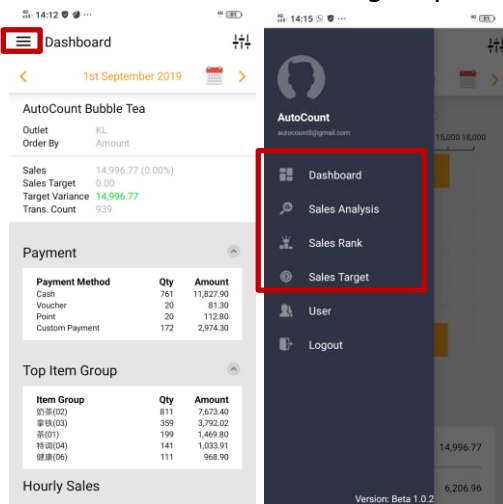 14:12
81
Dashboard
1st September 2019
AutoCount Bubble Tea
Outlet KL
Order By Amount
Sales 14,996.77 (0.00%)
Sales Target 0.00
Target Variance 14,996.77
Trans. Count 939
Payment
Payment Method Qty Amount
Cash 761 11,827.90
Voucher 20 81.30
Point 20 112.80
Custom Payment 172 2,974.30
Top Item Group
Item Group Qty Amount
奶茶(02) 811 7,673.40
拿铁(03) 359 3,792.02
茶(01) 199 1,469.80
特调(04) 141 1,033.91
健康(06) 111 968.90
Hourly Sales
14:15
81
AutoCount
autocount8@gmail.com
15,000 18,000
Dashboard
Sales Analysis
Sales Rank
Sales Target
User
Logout
14,996.77
6,206.96
Version: Beta 1.0.2